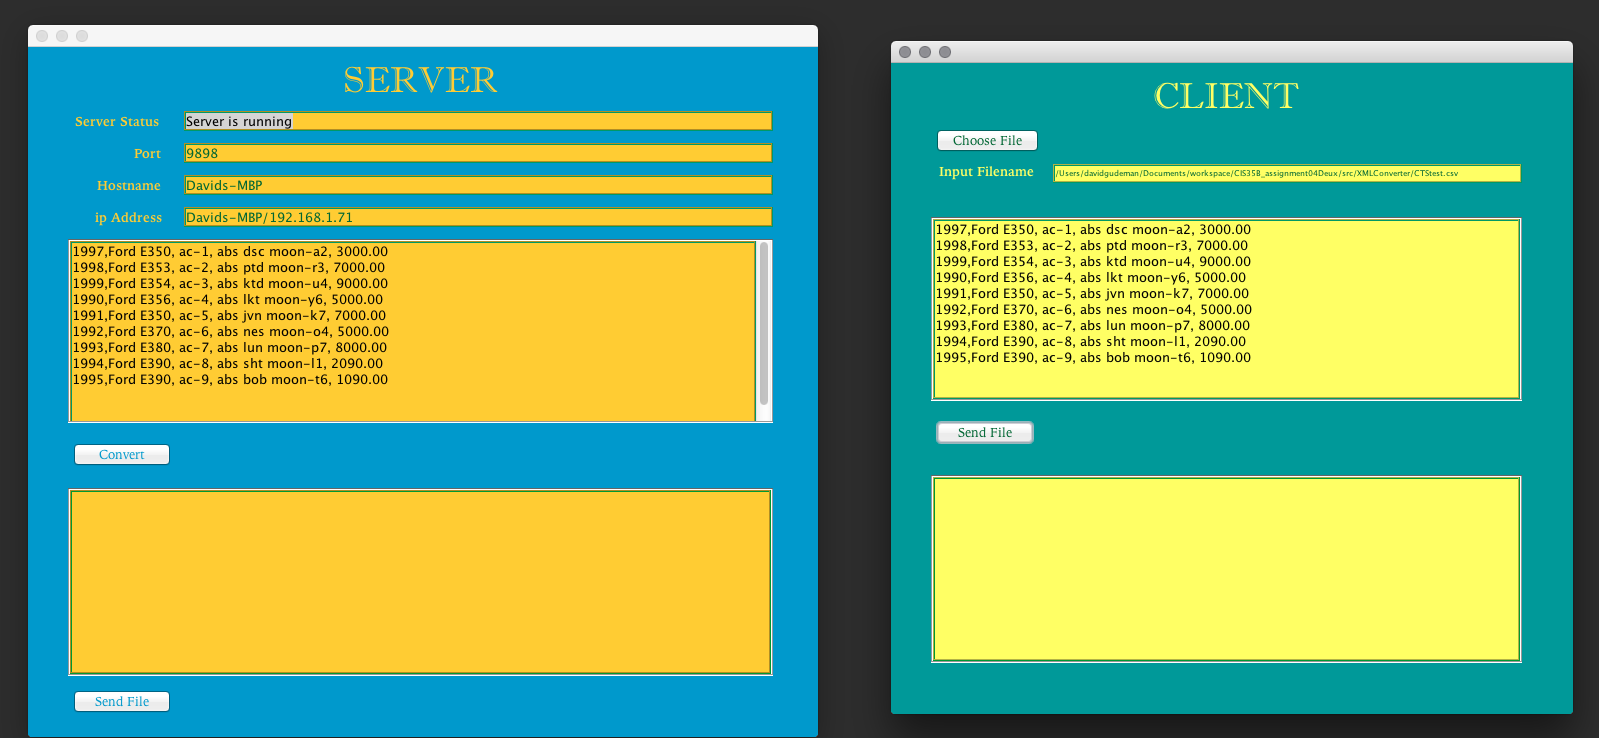 SERVER
Server Status Server is running
Port 9898
Hostname Davids-MBP
ip Address Davids-MBP/192.168.1.71
1997,Ford E350, ac-1, abs dsc moon-a2, 3000.00
1998,Ford E353, ac-2, abs ptd moon-r3, 7000.00
1999,Ford E354, ac-3, abs ktd moon-u4, 9000.00
1990,Ford E356, ac-4, abs lkt moon-y6, 5000.00
1991,Ford E350, ac-5, abs jvn moon-k7, 7000.00
1992,Ford E370, ac-6, abs nes moon-o4, 5000.00
1993,Ford E380, ac-7, abs lun moon-p7, 8000.00
1994,Ford E390, ac-8, abs sht moon-l1, 2090.00
1995,Ford E390, ac-9, abs bob moon-t6, 1090.00
Convert
Send File
CLIENT
Choose File
Input Filename /Users/davidgudeman/Documents/workspace/CIS35B_assignment04Deux/src/XMLConverter/CTStest.csv
1997,Ford E350, ac-1, abs dsc moon-a2, 3000.00
1998,Ford E353, ac-2, abs ptd moon-r3, 7000.00
1999,Ford E354, ac-3, abs ktd moon-u4, 9000.00
1990,Ford E356, ac-4, abs lkt moon-y6, 5000.00
1991,Ford E350, ac-5, abs jvn moon-k7, 7000.00
1992,Ford E370, ac-6, abs nes moon-o4, 5000.00
1993,Ford E380, ac-7, abs lun moon-p7, 8000.00
1994,Ford E390, ac-8, abs sht moon-l1, 2090.00
1995,Ford E390, ac-9, abs bob moon-t6, 1090.00
Send File